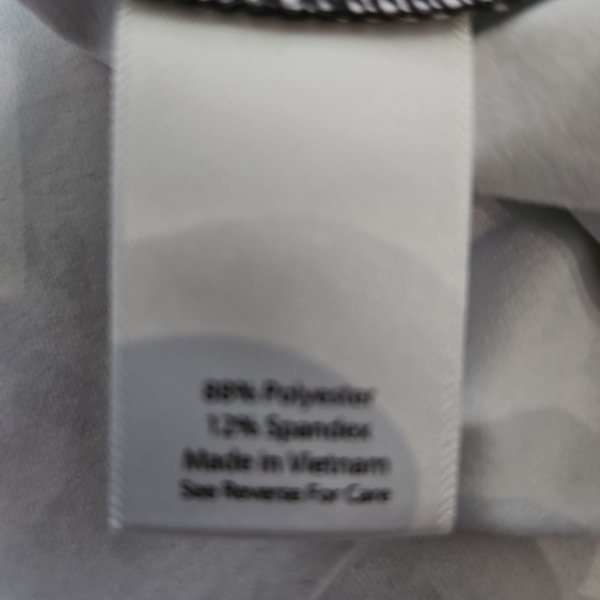 88% Polyester
12% Spandex
Made in Vietnam
See Reverse For Care